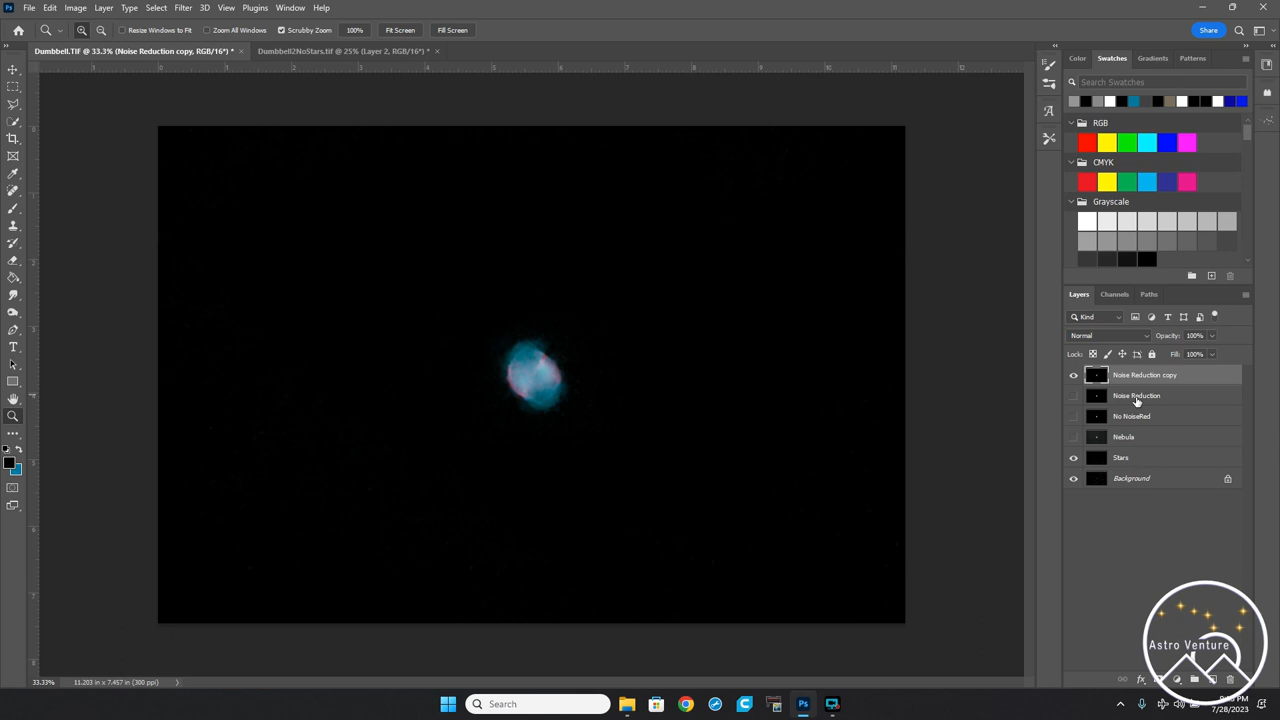 File Edit Image Layer Type Select Filter 3D View Plugins Window Help
Resize Windows to Fit Zoom All Windows Scrubby Zoom 100% Fit Screen Fill Screen Share
Dumbbell.TIF @ 33.3% (Noise Reduction copy, RGB/16*) * × Dumbbell2NoStars.tif @ 25% (Layer 2, RGB/16*) * ×
Color Swatches Gradients Patterns
Search Swatches
RGB
CMYK
Grayscale
Layers Channels Paths
Kind
Normal Opacity: 100%
Lock: Fill: 100%
Noise Reduction copy
Noise Reduction
No NoiseRed
Nebula
Stars
Background
Astro Venture
33.33% 11.203 in x 7.457 in (300 ppi)
Search
7/28/2023